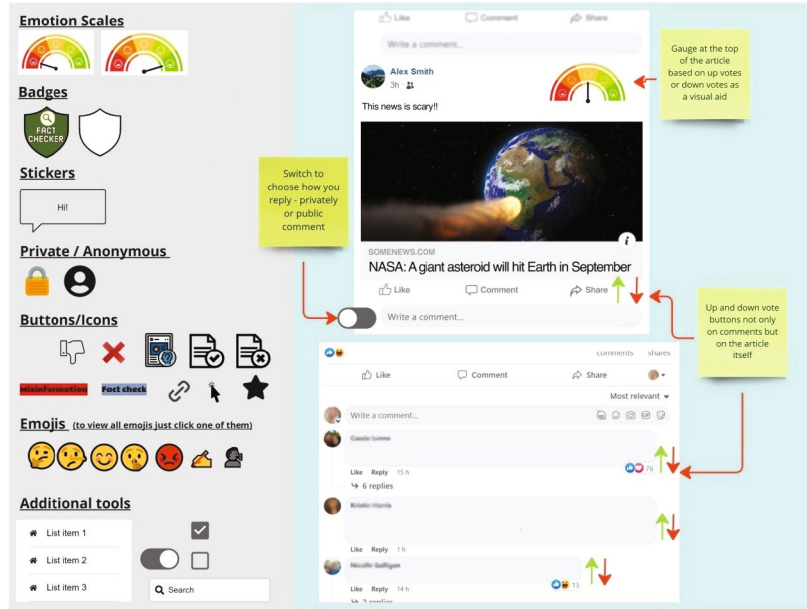 Emotion Scales
Badges
FACT
CHECKER
Stickers
Hi!
Private / Anonymous
Buttons/Icons
Misinformation
Fact check
Emojis (to view all emojis just click one of them)
Additional tools
List item 1
List item 2
List item 3
Search
Like
Comment
Share
Write a comment...
Alex Smith
3h
This news is scary!!
SOMENEWS.COM
NASA: A giant asteroid will hit Earth in September
Like
Comment
Share
Write a comment...
Gauge at the top
of the article
based on up votes
or down votes as
a visual aid
Switch to
choose how you
reply - privately
or public
comment
Up and down vote
buttons not only
on comments but
on the article
itself
comments shares
Like
Comment
Share
Most relevant
Write a comment...
GIF
Like Reply 15 h
76
6 replies
Like Reply 1 h
Like Reply 14 h
13